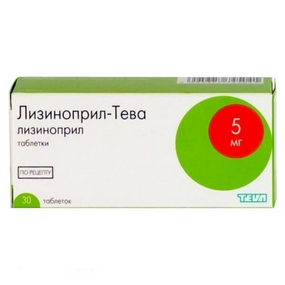 Лизиноприл-Тева
лизиноприл
таблетки
5
мг
ПО РЕЦЕПТУ
30 таблеток
TEVA